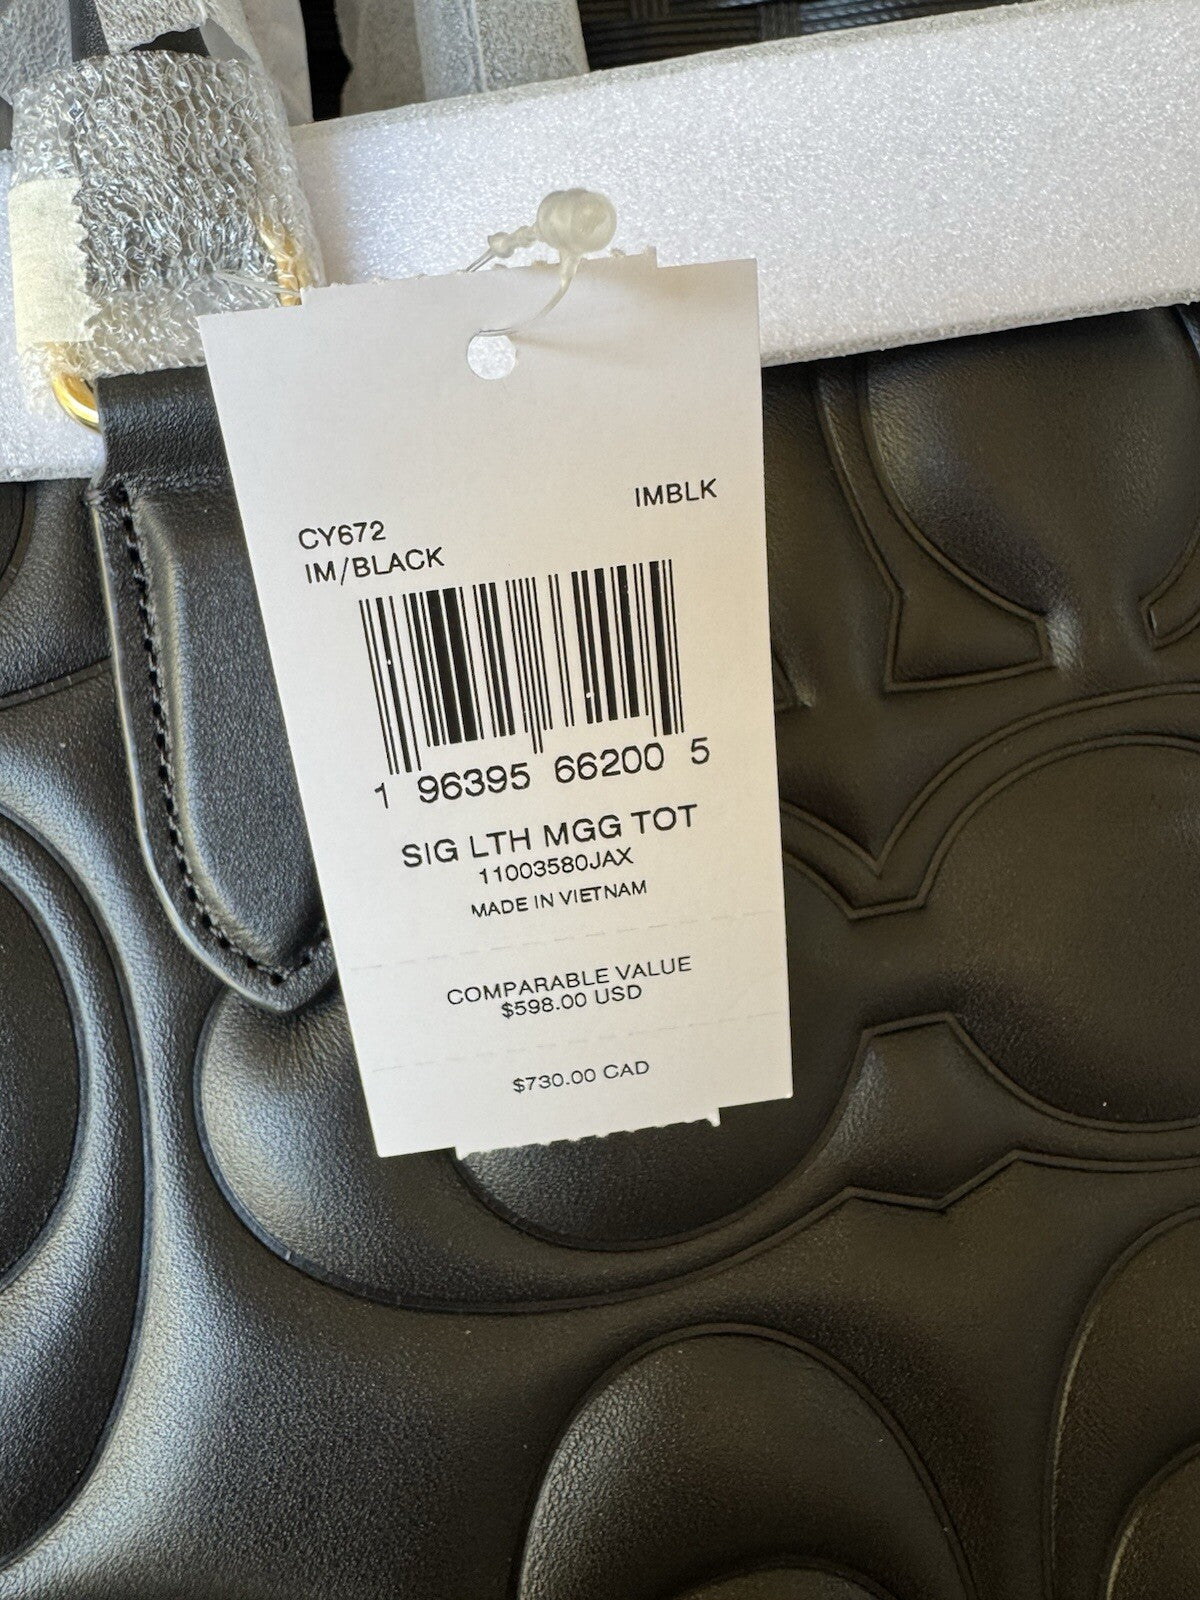 IMBLK
CY672
IM/BLACK
1 96395 66200 5
SIG LTH MGG TOT
11003580JAX
MADE IN VIETNAM
COMPARABLE VALUE
$598.00 USD
$730.00 CAD